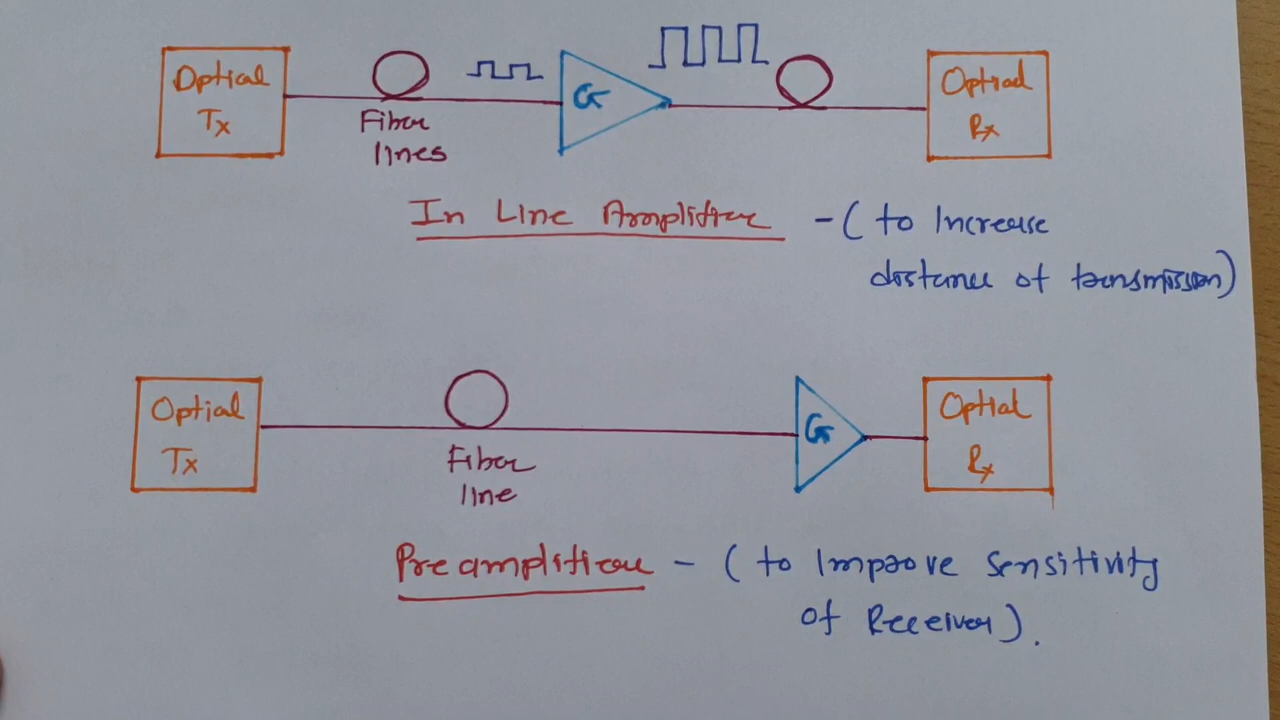 Optical
Tx
Fiber
lines
G
Optical
Rx
In Line Amplifier - ( to Increase
distance of transmission)
Optical
Tx
Fiber
line
G
Optical
Rx
Preamplifier - ( to Improve Sensitivity
of Receiver).